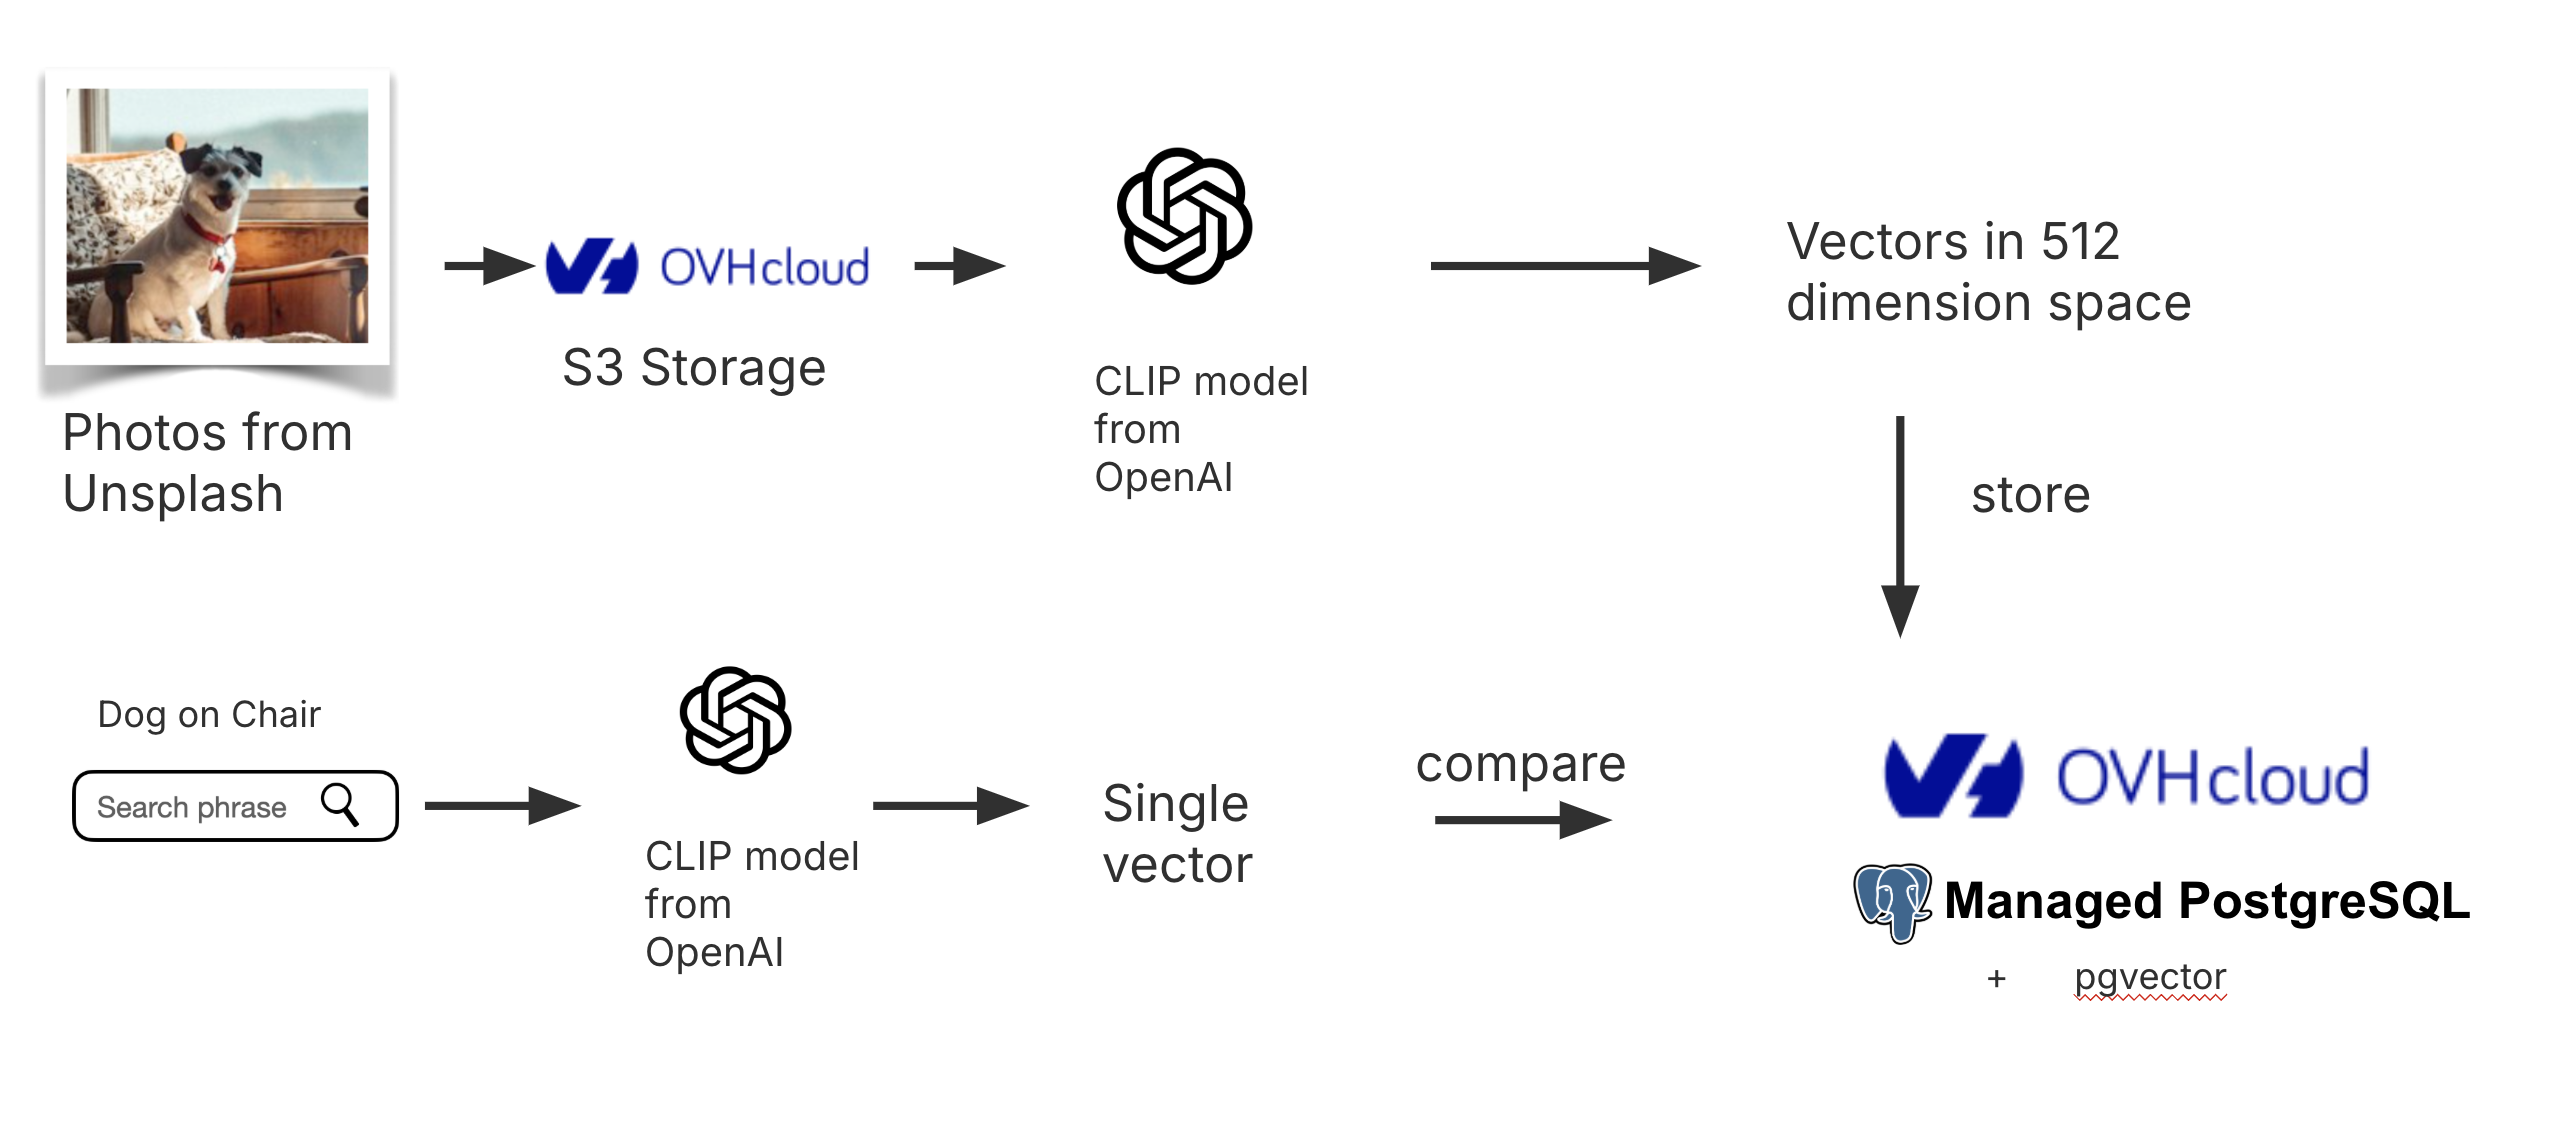 OVHcloud
S3 Storage
Photos from
Unsplash
CLIP model
from
OpenAI
Vectors in 512
dimension space
store
Dog on Chair
Search phrase
CLIP model
from
OpenAI
Single
vector
compare
OVHcloud
Managed PostgreSQL
+ pgvector